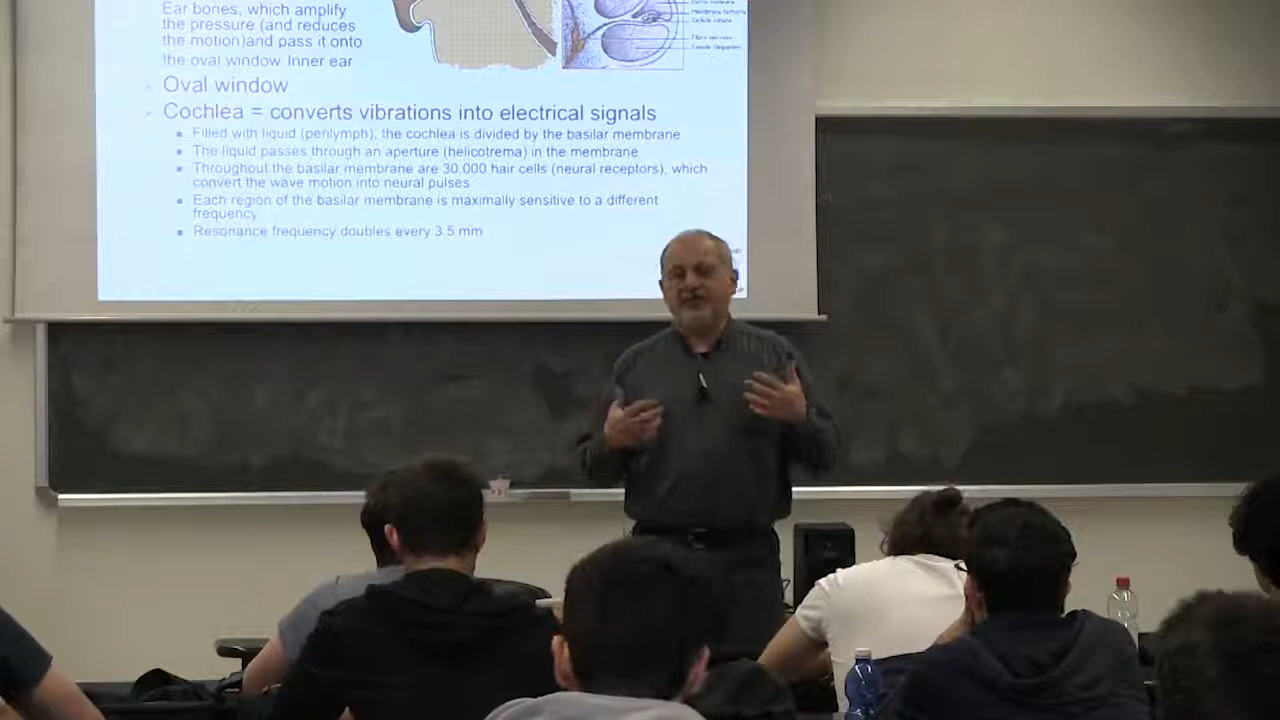 Ear bones, which amplify
the pressure (and reduces
the motion)and pass it onto
the oval window Inner ear
Oval window
Cochlea = converts vibrations into electrical signals
Filled with liquid (perilymph), the cochlea is divided by the basilar membrane
The liquid passes through an aperture (helicotrema) in the membrane
Throughout the basilar membrane are 30.000 hair cells (neural receptors), which
convert the wave motion into neural pulses
Each region of the basilar membrane is maximally sensitive to a different
frequency
Resonance frequency doubles every 3.5 mm